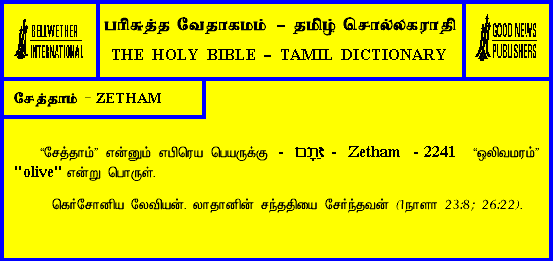 BELLWETHER
INTERNATIONAL
பரிசுத்த வேதாகமம் – தமிழ் சொல்லகராதி
THE HOLY BIBLE – TAMIL DICTIONARY
GOOD NEWS
PUBLISHERS
சேத்தாம் - ZETHAM
“சேத்தாம்” என்னும் எபிரெய பெயருக்கு - זֵתָם - Zetham - 2241 “ஒலிவமரம்”
"olive" என்று பொருள்.
கெர்சோனிய லேவியன். லாதானின் சந்ததியை சேர்ந்தவன் (1நாளா 23:8; 26:22).